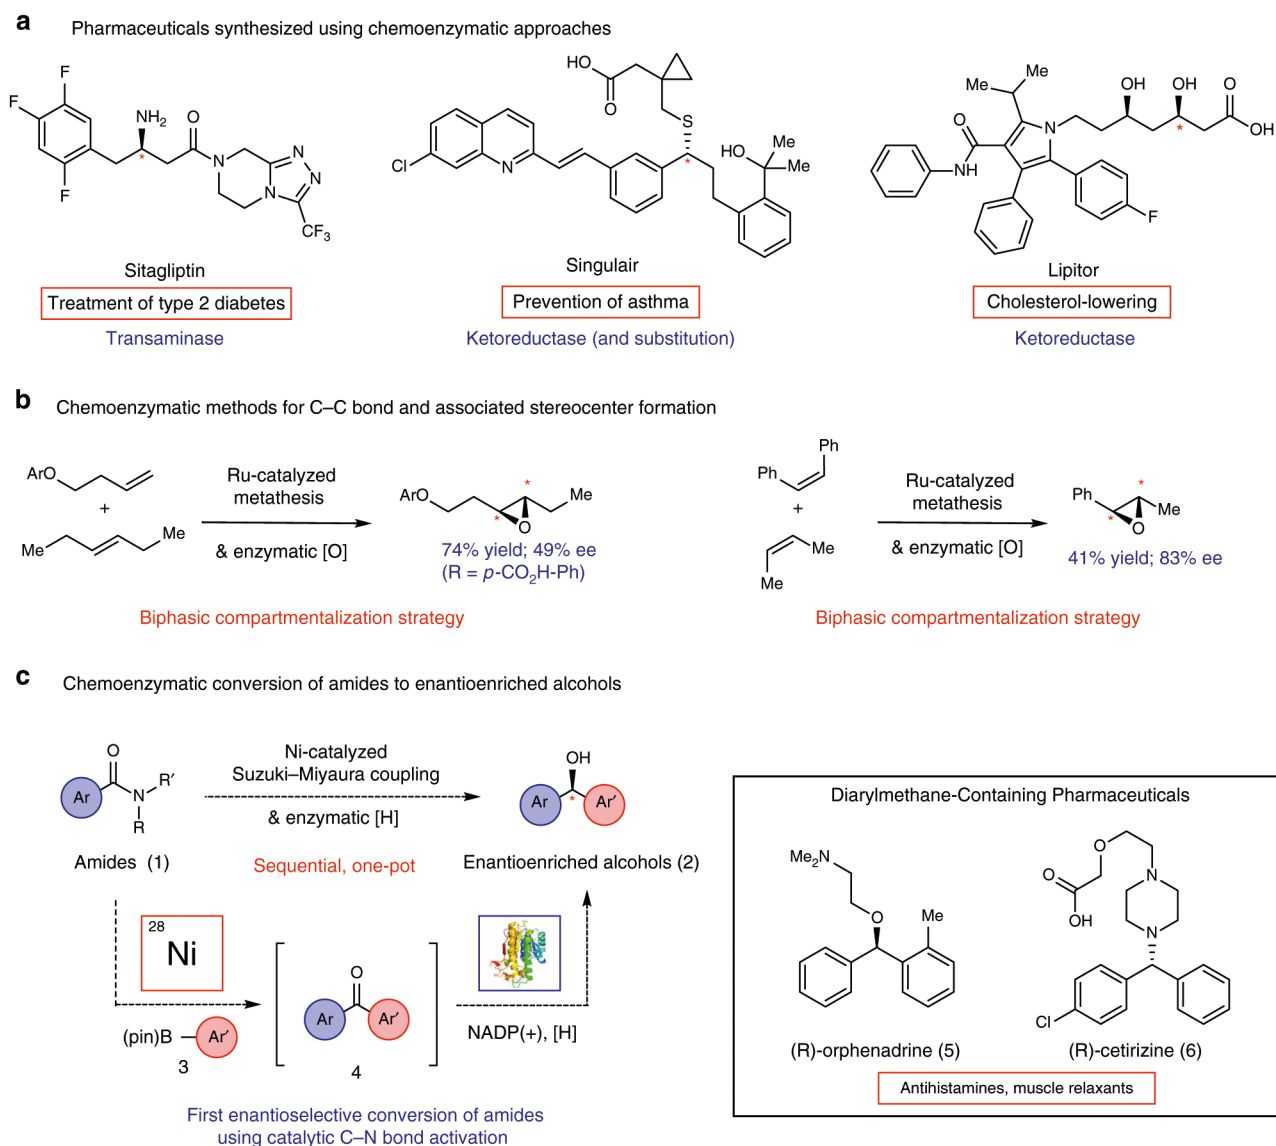 a
Pharmaceuticals synthesized using chemoenzymatic approaches
F
F
F
NH2
O
*
N
N
N
N
CF3
Sitagliptin
Treatment of type 2 diabetes
Transaminase
HO
O
S
*
HO
Me
Me
Cl
N
Singulair
Prevention of asthma
Ketoreductase (and substitution)
Me
Me
O
NH
N
OH
OH
O
OH
*
F
Lipitor
Cholesterol-lowering
Ketoreductase
b
Chemoenzymatic methods for C–C bond and associated stereocenter formation
ArO
+
Me
Me
Ru-catalyzed
metathesis
& enzymatic [O]
ArO
*
*
O
Me
74% yield; 49% ee
(R = p-CO2H-Ph)
Biphasic compartmentalization strategy
Ph
Ph
+
Me
Me
Ru-catalyzed
metathesis
& enzymatic [O]
Ph
*
*
O
Me
41% yield; 83% ee
Biphasic compartmentalization strategy
c
Chemoenzymatic conversion of amides to enantioenriched alcohols
O
Ar
N
R′
R
Amides (1)
Ni-catalyzed
Suzuki–Miyaura coupling
& enzymatic [H]
Sequential, one-pot
OH
Ar
*
Ar′
Enantioenriched alcohols (2)
28
Ni
(pin)B
Ar′
3
O
Ar
Ar′
4
NADP(+), [H]
First enantioselective conversion of amides
using catalytic C–N bond activation
Diarylmethane-Containing Pharmaceuticals
Me2N
O
Me
(R)-orphenadrine (5)
O
O
OH
N
N
Cl
(R)-cetirizine (6)
Antihistamines, muscle relaxants